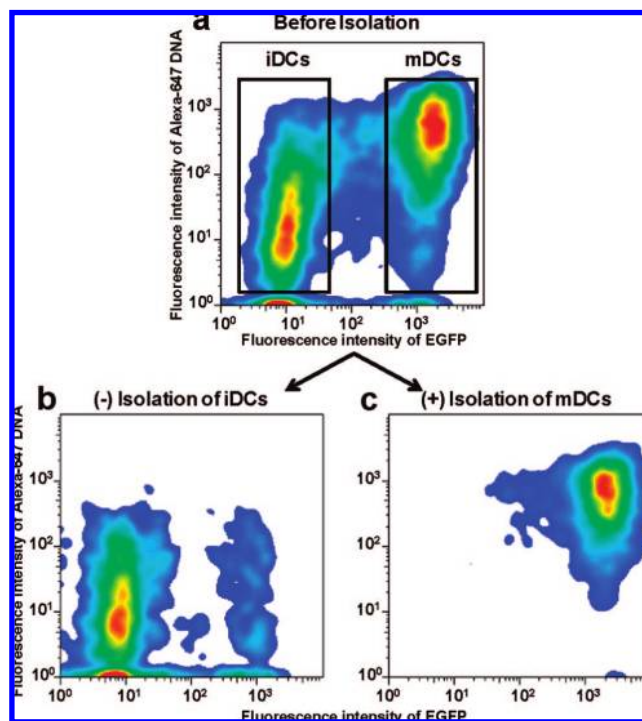 a
Before Isolation
iDCs
mDCs
Fluorescence intensity of Alexa-647 DNA
10³
10²
10¹
10⁰
10⁰
10¹
10²
10³
Fluorescence intensity of EGFP
b
(-) Isolation of iDCs
Fluorescence intensity of Alexa-647 DNA
10³
10²
10¹
10⁰
10⁰
10¹
10²
10³
c
(+) Isolation of mDCs
10³
10²
10¹
10⁰
10⁰
10¹
10²
10³
Fluorescence intensity of EGFP